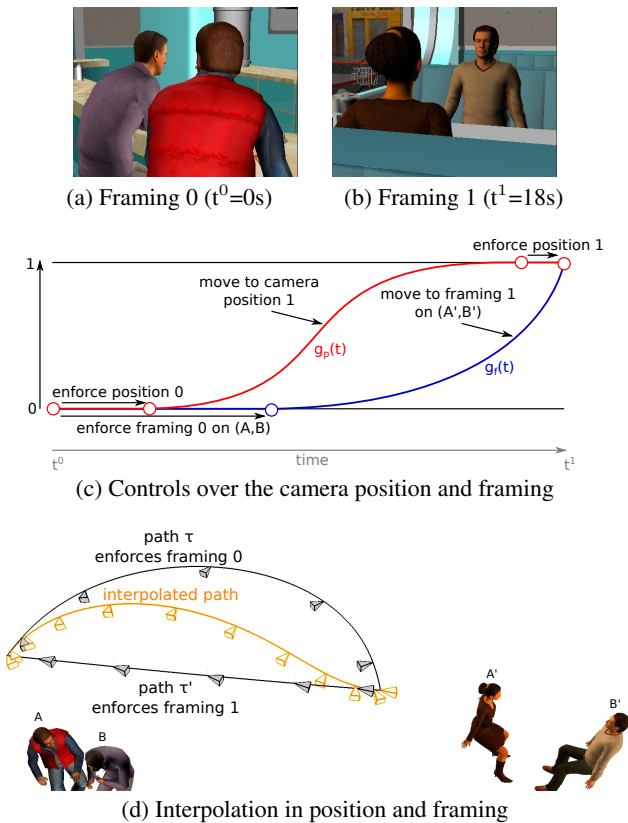 (a) Framing 0 (t⁰=0s)
(b) Framing 1 (t¹=18s)
enforce position 1
1
move to camera
position 1
move to framing 1
on (A',B')
gₚ(t)
g_f(t)
enforce position 0
0
enforce framing 0 on (A,B)
t⁰
time
t¹
(c) Controls over the camera position and framing
path τ
enforces framing 0
interpolated path
path τ'
enforces framing 1
A
B
A'
B'
(d) Interpolation in position and framing